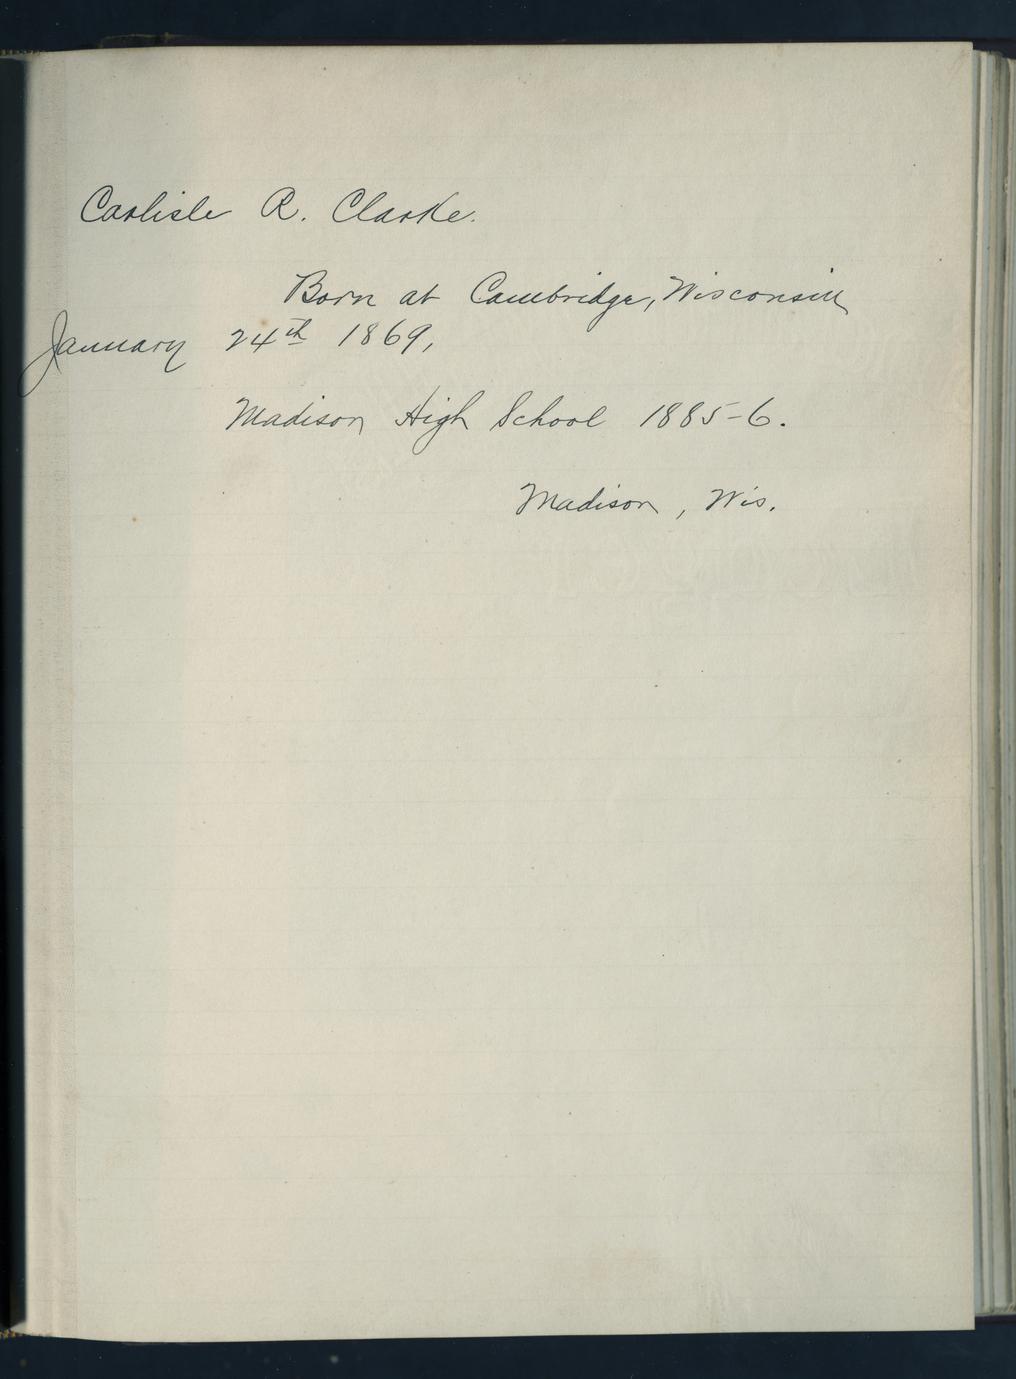 Carlisle R. Clarke.
Born at Cambridge, Wisconsin
January 24th 1869,
Madison High School 1885-6.
Madison, Wis.